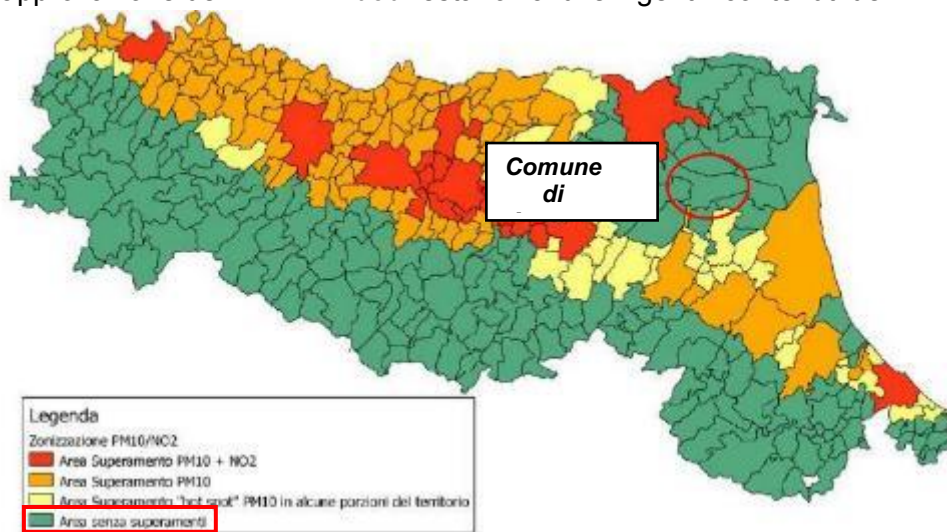 Comune
di
Legenda
Zonizzazione PM10/NO2
Area Superamento PM10 + NO2
Area Superamento PM10
Area Superamento "hot spot" PM10 in alcune porzioni del territorio
Area senza superamenti